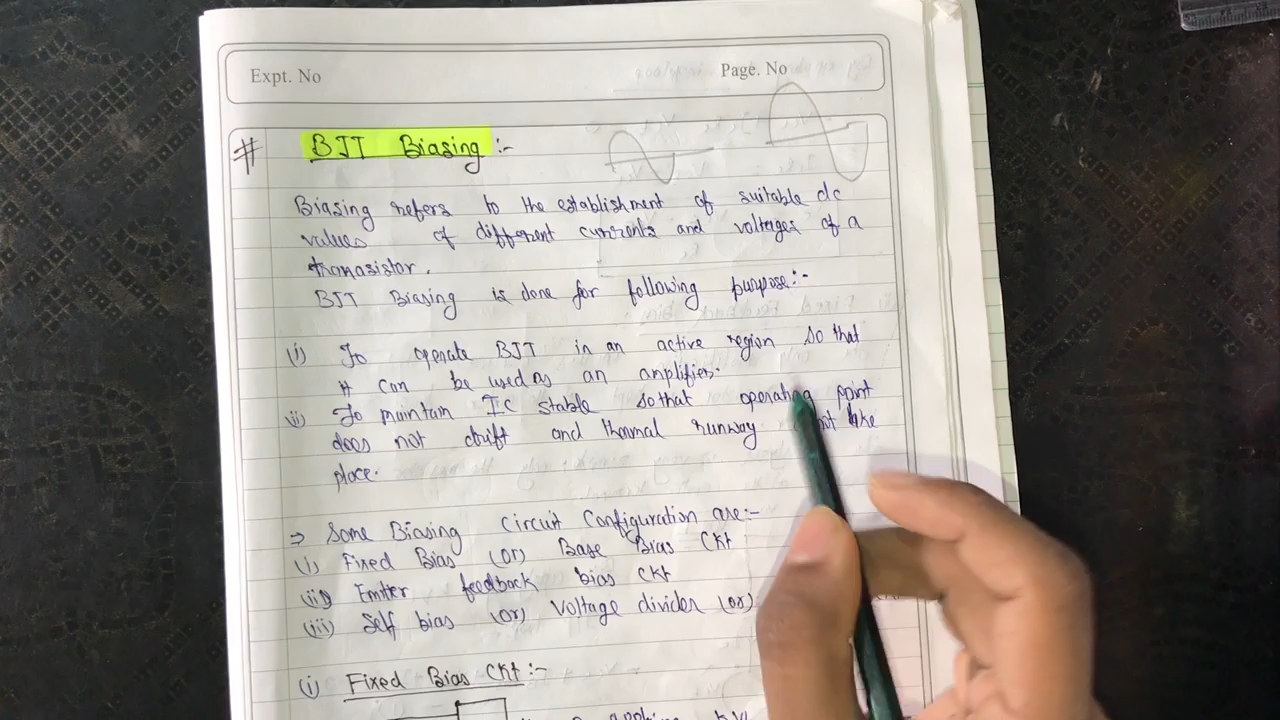 Expt. No
Page. No
# BJT Biasing :-
Biasing refers to the establishment of suitable dc
values of different currents and voltages of a
transistor.
BJT Biasing is done for following purpose:-
(i) To operate BJT in an active region so that
it can be used as an amplifier.
(ii) To maintain IC stable so that operating point
does not drift and thermal runway not take
place.
⇒ Some Biasing Circuit Configuration are:-
(i) Fixed Bias (or) Base Bias CKt
(ii) Emitter feedback bias CKt
(iii) Self bias (or) Voltage divider (or)
(i) Fixed Bias CKt :-
applying KVL